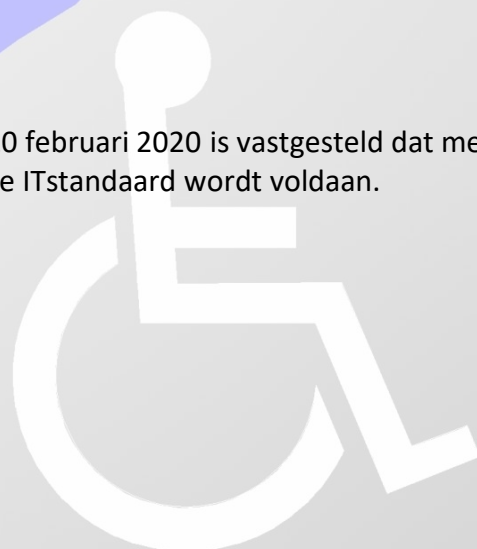 0 februari 2020 is vastgesteld dat me
e ITstandaard wordt voldaan.